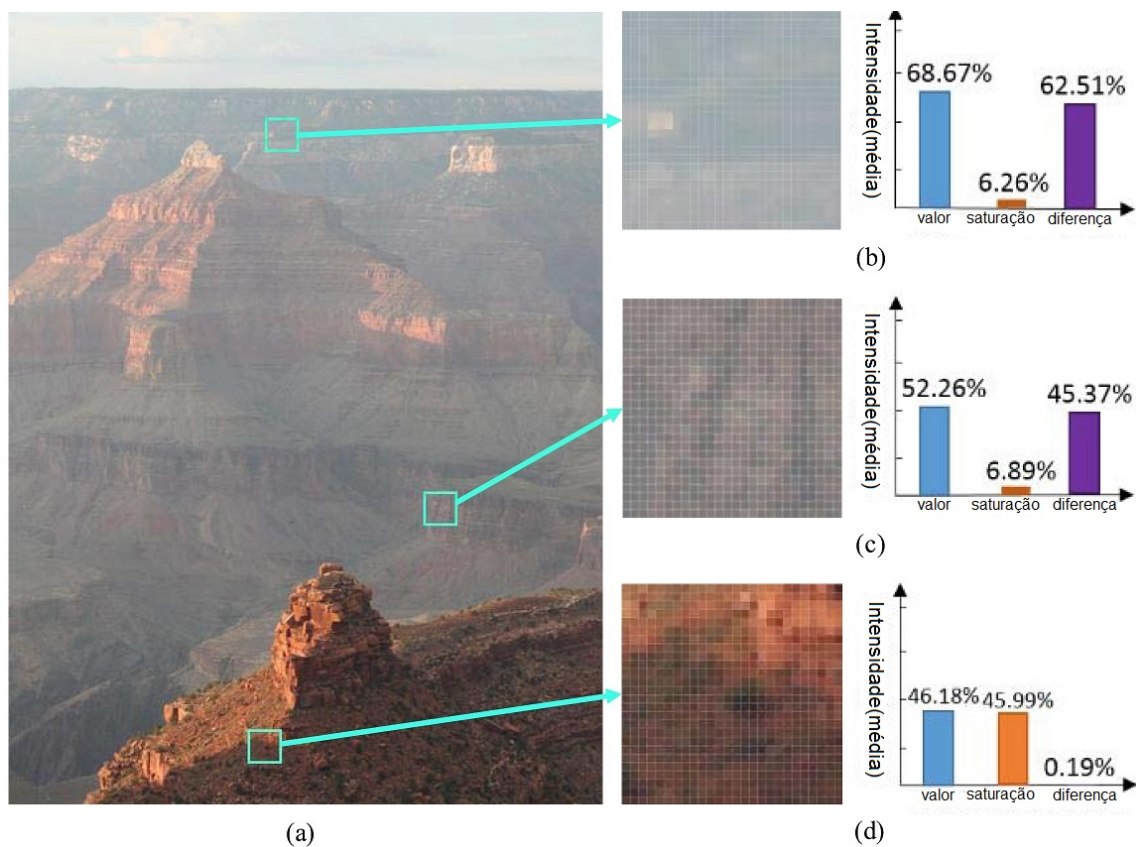 Intensidade(média)
68.67%
6.26%
62.51%
valor
saturação
diferença
(b)
Intensidade(média)
52.26%
6.89%
45.37%
valor
saturação
diferença
(c)
Intensidade(média)
46.18%
45.99%
0.19%
valor
saturação
diferença
(a)
(d)